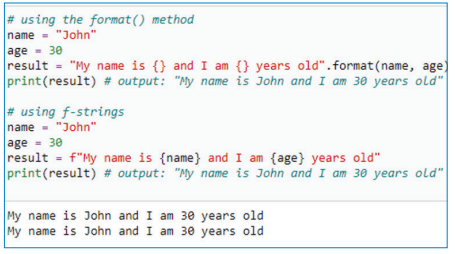 # using the format() method
name = "John"
age = 30
result = "My name is {} and I am {} years old".format(name, age)
print(result) # output: "My name is John and I am 30 years old"
# using f-strings
name = "John"
age = 30
result = f"My name is {name} and I am {age} years old"
print(result) # output: "My name is John and I am 30 years old"
My name is John and I am 30 years old
My name is John and I am 30 years old